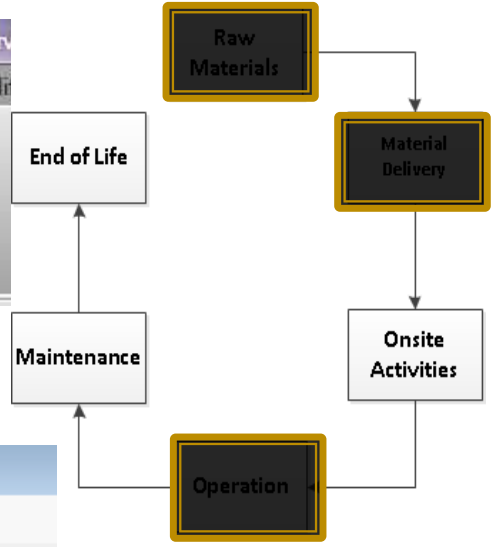 Raw
Materials
Material
Delivery
End of Life
Onsite
Activities
Maintenance
Operation